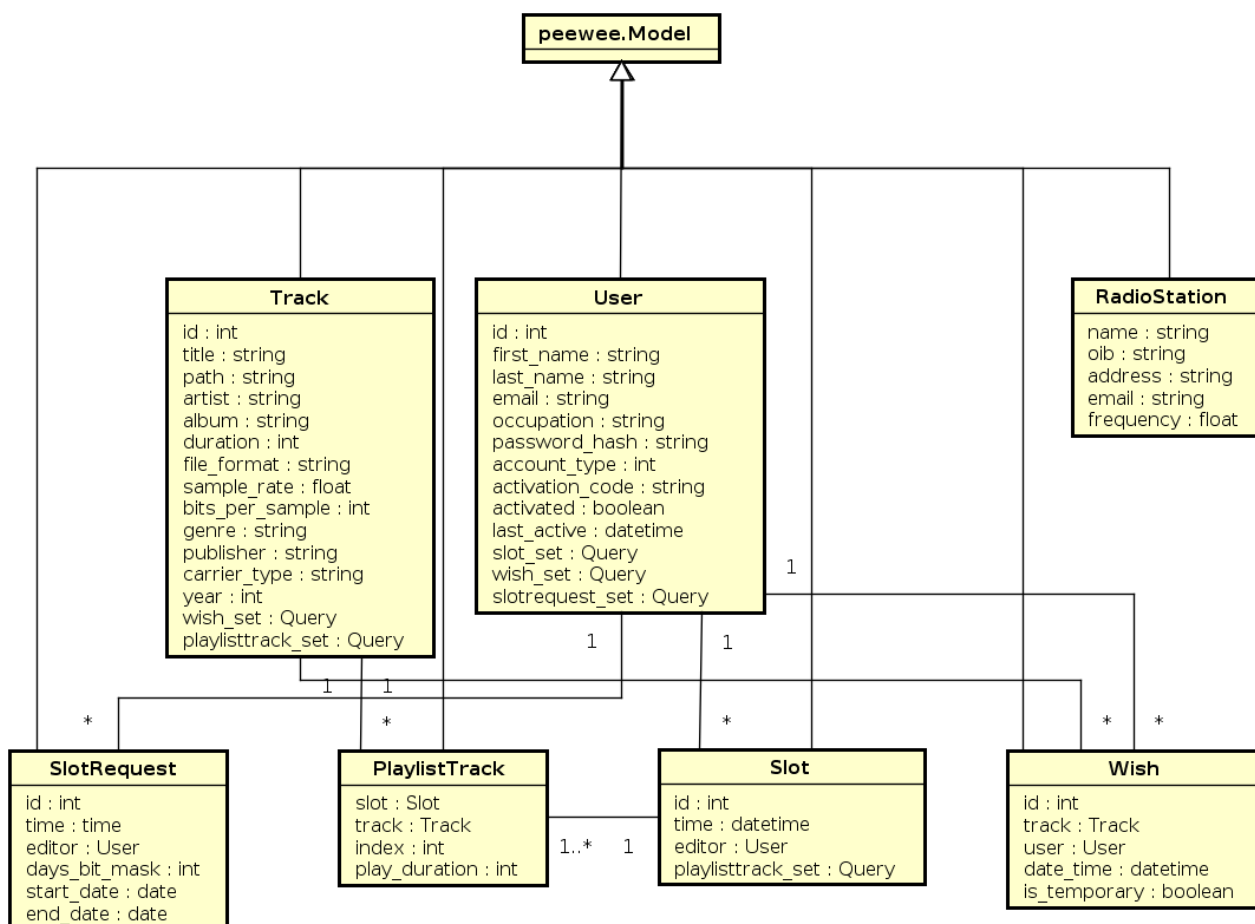 peewee.Model
Track
id : int
title : string
path : string
artist : string
album : string
duration : int
file_format : string
sample_rate : float
bits_per_sample : int
genre : string
publisher : string
carrier_type : string
year : int
wish_set : Query
playlisttrack_set : Query
User
id : int
first_name : string
last_name : string
email : string
occupation : string
password_hash : string
account_type : int
activation_code : string
activated : boolean
last_active : datetime
slot_set : Query
wish_set : Query
slotrequest_set : Query
RadioStation
name : string
oib : string
address : string
email : string
frequency : float
1
1
1
1
1
*
*
*
*
*
SlotRequest
id : int
time : time
editor : User
days_bit_mask : int
start_date : date
end_date : date
PlaylistTrack
slot : Slot
track : Track
index : int
play_duration : int
1..*
1
Slot
id : int
time : datetime
editor : User
playlisttrack_set : Query
Wish
id : int
track : Track
user : User
date_time : datetime
is_temporary : boolean